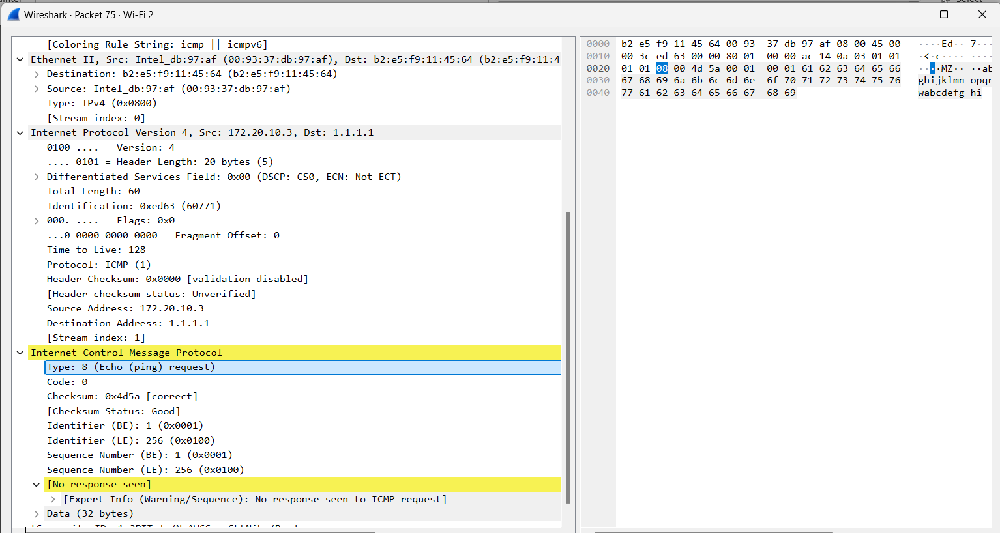 Wireshark · Packet 75 · Wi-Fi 2
[Coloring Rule String: icmp || icmpv6]
Ethernet II, Src: Intel_db:97:af (00:93:37:db:97:af), Dst: b2:e5:f9:11:45:64 (b2:e5:f9:11:4
Destination: b2:e5:f9:11:45:64 (b2:e5:f9:11:45:64)
Source: Intel_db:97:af (00:93:37:db:97:af)
Type: IPv4 (0x0800)
[Stream index: 0]
Internet Protocol Version 4, Src: 172.20.10.3, Dst: 1.1.1.1
0100 .... = Version: 4
.... 0101 = Header Length: 20 bytes (5)
Differentiated Services Field: 0x00 (DSCP: CS0, ECN: Not-ECT)
Total Length: 60
Identification: 0xed63 (60771)
000. .... = Flags: 0x0
...0 0000 0000 0000 = Fragment Offset: 0
Time to Live: 128
Protocol: ICMP (1)
Header Checksum: 0x0000 [validation disabled]
[Header checksum status: Unverified]
Source Address: 172.20.10.3
Destination Address: 1.1.1.1
[Stream index: 1]
Internet Control Message Protocol
Type: 8 (Echo (ping) request)
Code: 0
Checksum: 0x4d5a [correct]
[Checksum Status: Good]
Identifier (BE): 1 (0x0001)
Identifier (LE): 256 (0x0100)
Sequence Number (BE): 1 (0x0001)
Sequence Number (LE): 256 (0x0100)
[No response seen]
[Expert Info (Warning/Sequence): No response seen to ICMP request]
Data (32 bytes)
0000 b2 e5 f9 11 45 64 00 93 37 db 97 af 08 00 45 00 ····Ed·· 7···
0010 00 3c ed 63 00 00 80 01 00 00 ac 14 0a 03 01 01 ·<·c···· ·····
0020 01 01 08 00 4d 5a 00 01 00 01 61 62 63 64 65 66 ····MZ·· ··ab
0030 67 68 69 6a 6b 6c 6d 6e 6f 70 71 72 73 74 75 76 ghijklmn opqr
0040 77 61 62 63 64 65 66 67 68 69 wabcdefg hi